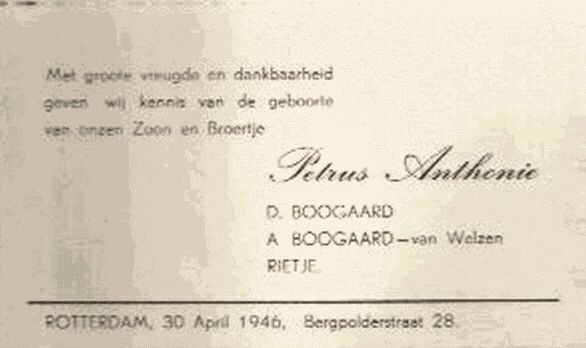 Met groote vreugde en dankbaarheid
geven wij kennis van de geboorte
van onzen Zoon en Broertje
Petrus Anthonie
D. BOOGAARD
A BOOGAARD—van Welzen
RIETJE.
ROTTERDAM, 30 April 1946, Bergpolderstraat 28.